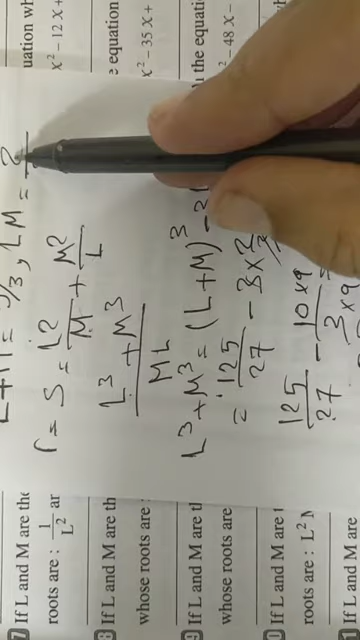 L+M = 5/3 , LM = 2
S = L²/M + M²/L
L³ + M³ / ML
L³ + M³ = (L+M)³ - 3
= 125/27 - 3 × 2
125/27 - 10×9/3×9
uation wh
x² - 12 x +
e equation
x² - 35 x +
the equati
² - 48 x -
7 If L and M are the
roots are : 1/L² ar
8 If L and M are th
whose roots are :
9 If L and M are t
whose roots are
0 If L and M are
roots are : L²
If L and M are